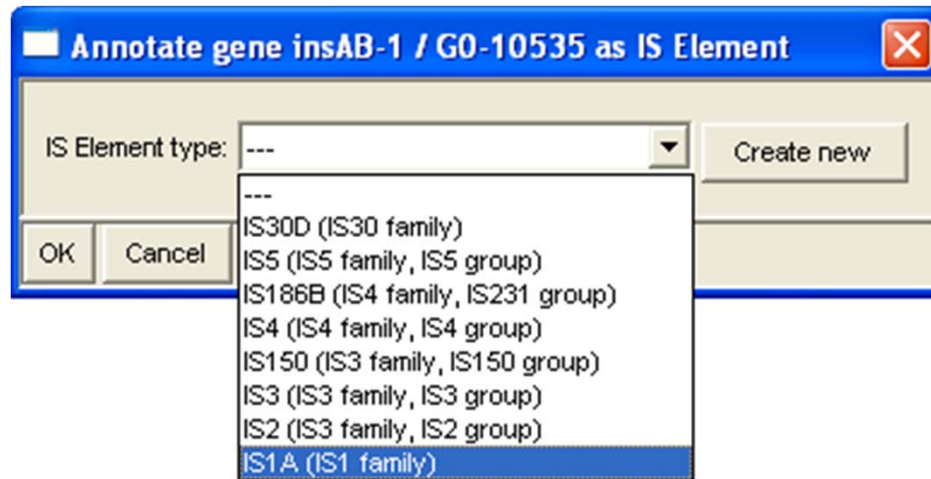 Annotate gene insAB-1 / G0-10535 as IS Element
IS Element type: --- Create new
---
IS30D (IS30 family)
IS5 (IS5 family, IS5 group)
IS186B (IS4 family, IS231 group)
IS4 (IS4 family, IS4 group)
IS150 (IS3 family, IS150 group)
IS3 (IS3 family, IS3 group)
IS2 (IS3 family, IS2 group)
IS1A (IS1 family)
OK Cancel